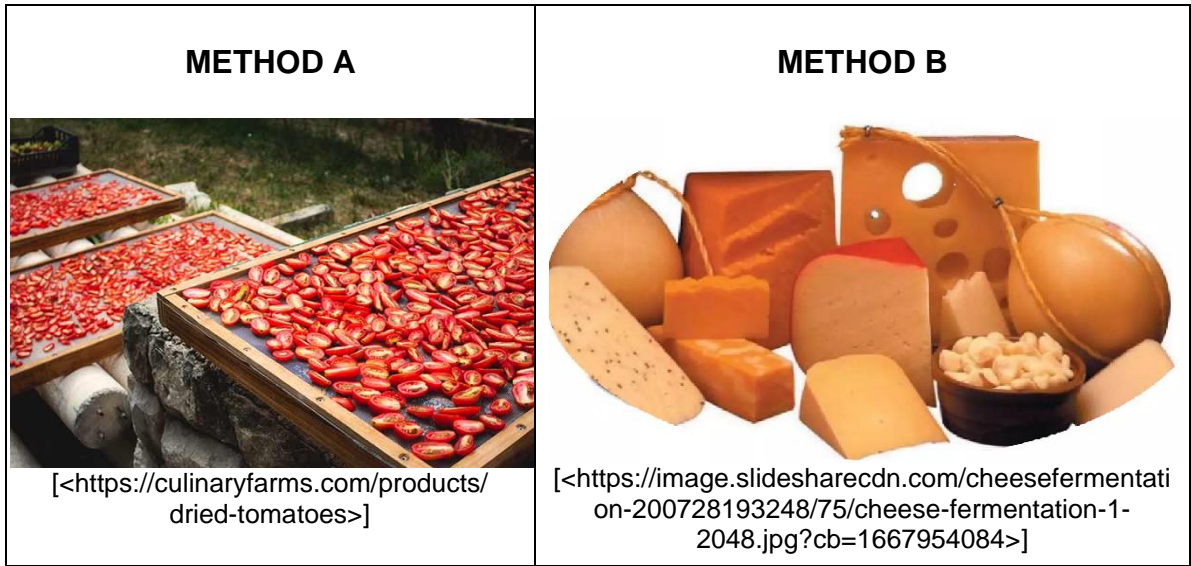 METHOD A
METHOD B
[<https://culinaryfarms.com/products/
dried-tomatoes>]
[<https://image.slidesharecdn.com/cheesefermentati
on-200728193248/75/cheese-fermentation-1-
2048.jpg?cb=1667954084>]